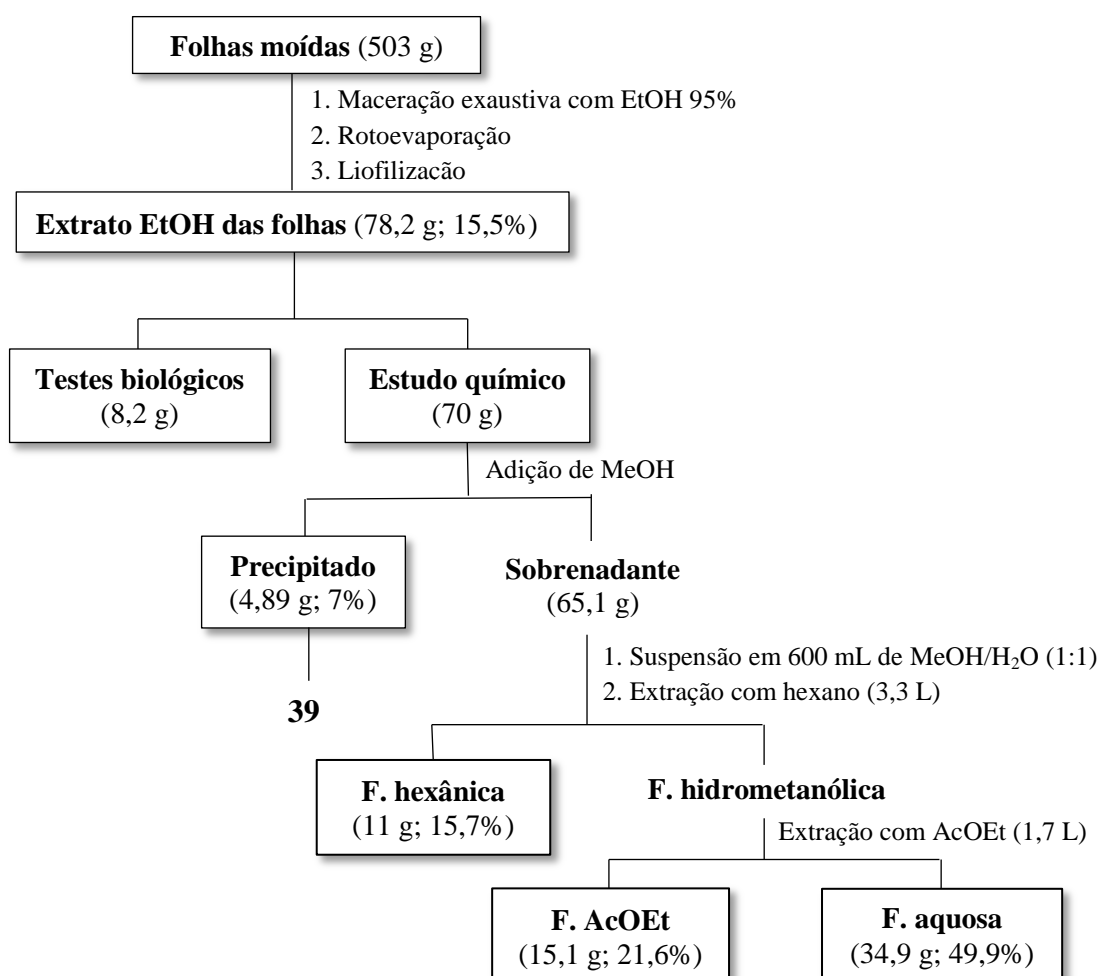 Folhas moídas (503 g)
1. Maceração exaustiva com EtOH 95%
2. Rotoevaporação
3. Liofilizacão
Extrato EtOH das folhas (78,2 g; 15,5%)
Testes biológicos
(8,2 g)
Estudo químico
(70 g)
Adição de MeOH
Precipitado
(4,89 g; 7%)
Sobrenadante
(65,1 g)
39
1. Suspensão em 600 mL de MeOH/H₂O (1:1)
2. Extração com hexano (3,3 L)
F. hexânica
(11 g; 15,7%)
F. hidrometanólica
Extração com AcOEt (1,7 L)
F. AcOEt
(15,1 g; 21,6%)
F. aquosa
(34,9 g; 49,9%)